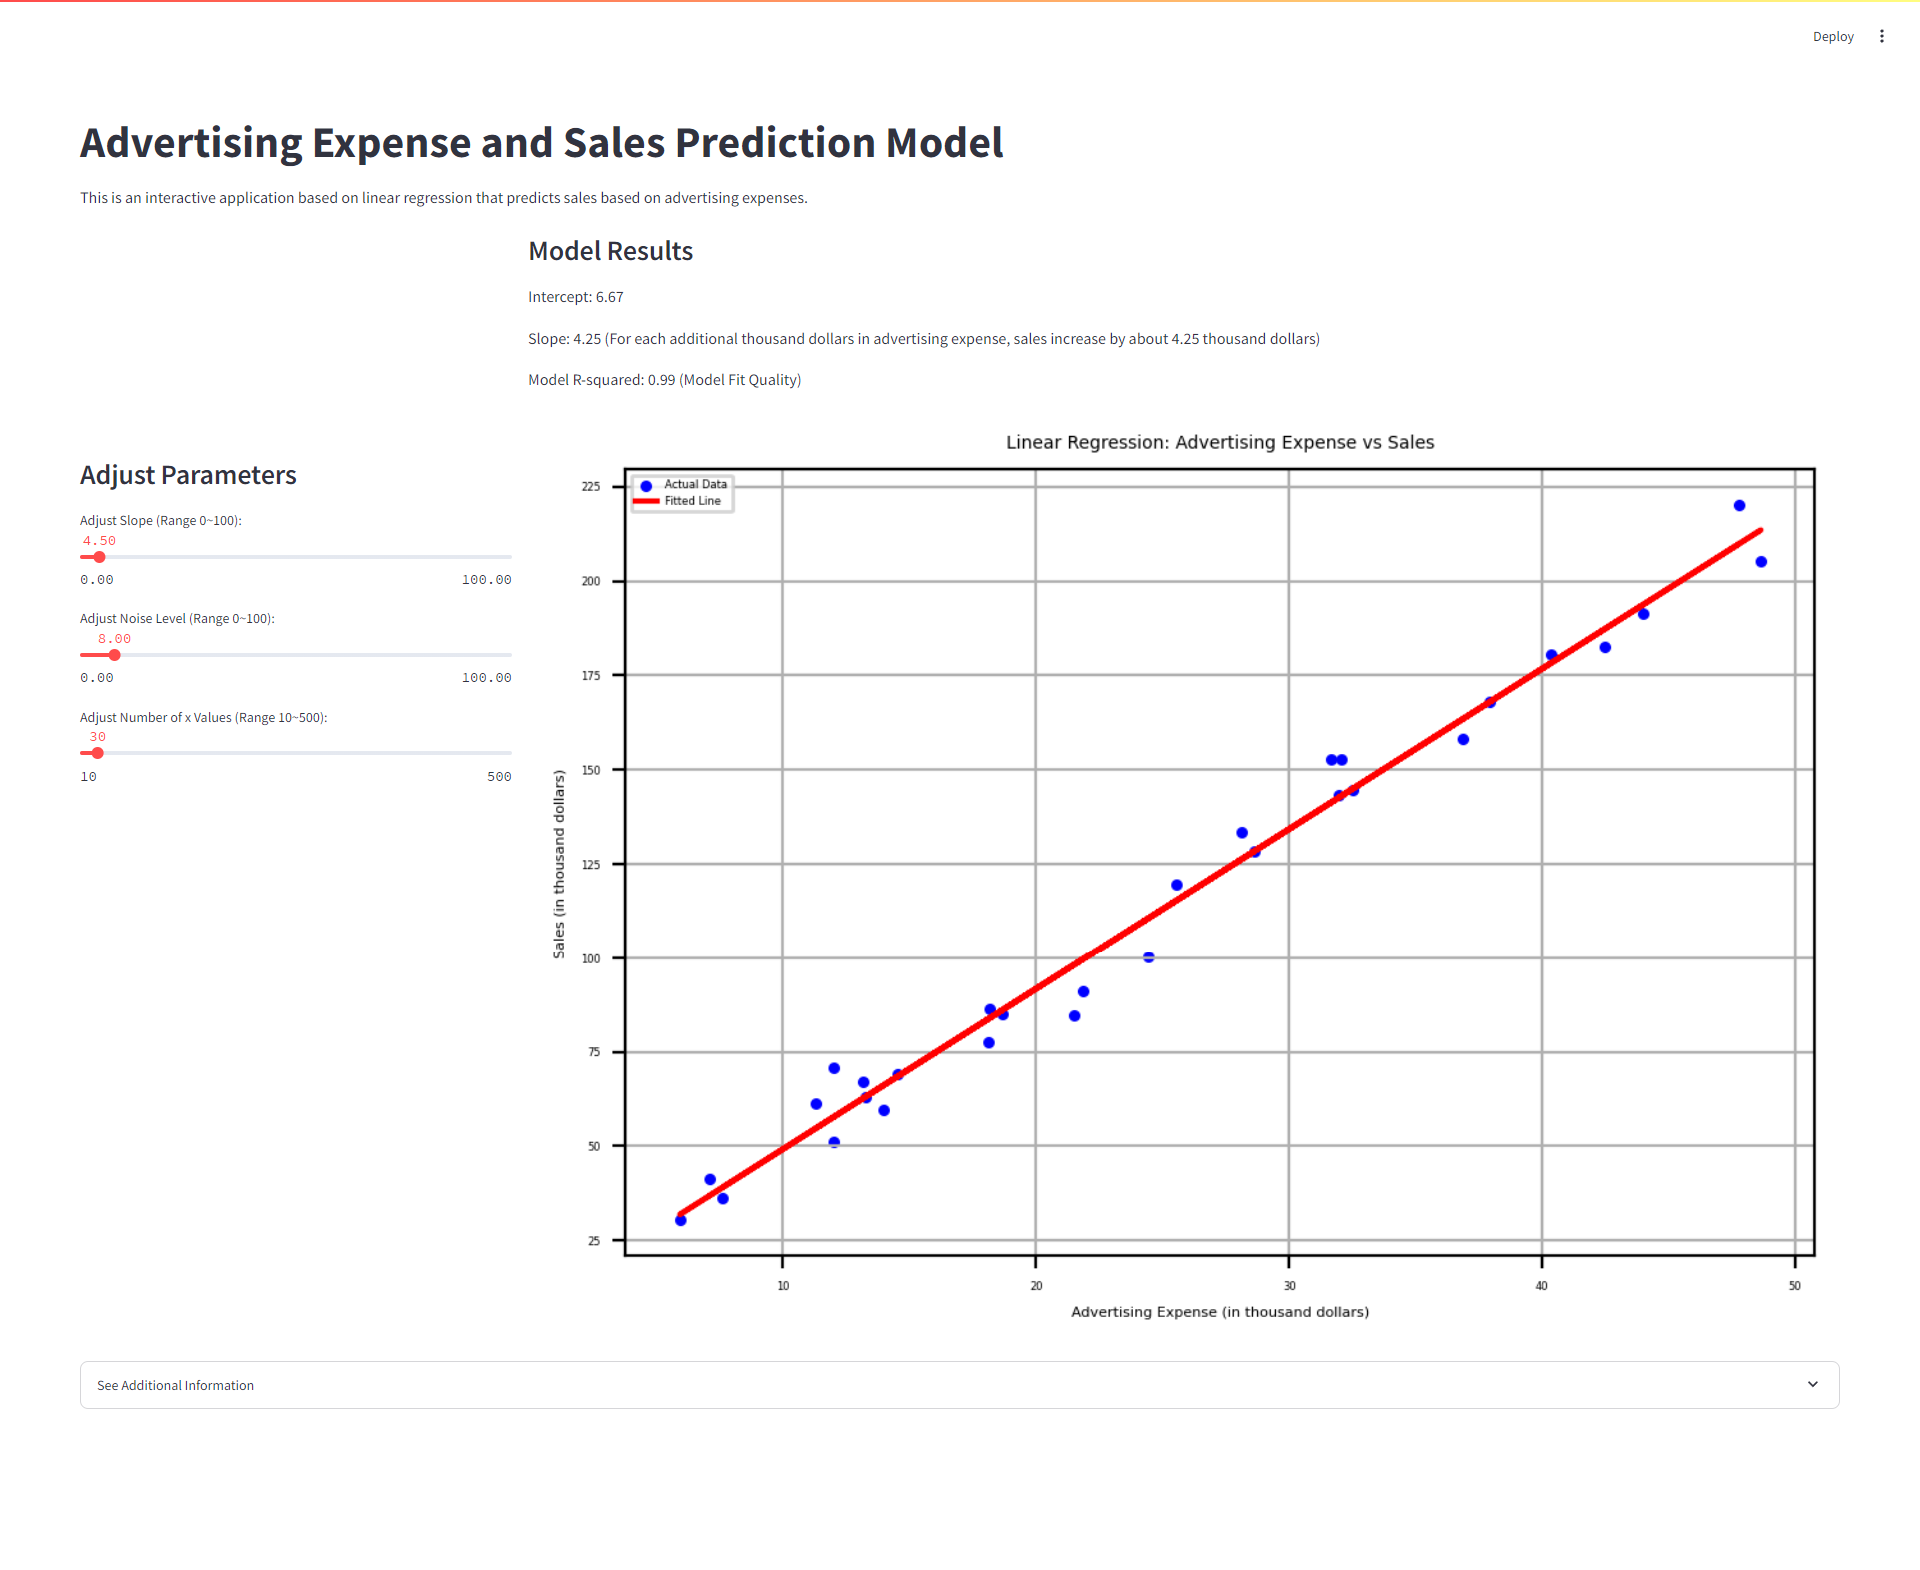 Deploy
Advertising Expense and Sales Prediction Model
This is an interactive application based on linear regression that predicts sales based on advertising expenses.
Model Results
Intercept: 6.67
Slope: 4.25 (For each additional thousand dollars in advertising expense, sales increase by about 4.25 thousand dollars)
Model R-squared: 0.99 (Model Fit Quality)
Adjust Parameters
Adjust Slope (Range 0~100):
4.50
0.00 100.00
Adjust Noise Level (Range 0~100):
8.00
0.00 100.00
Adjust Number of x Values (Range 10~500):
30
10 500
Linear Regression: Advertising Expense vs Sales
Actual Data
Fitted Line
225
200
175
150
125
100
75
50
25
Sales (in thousand dollars)
10 20 30 40 50
Advertising Expense (in thousand dollars)
See Additional Information